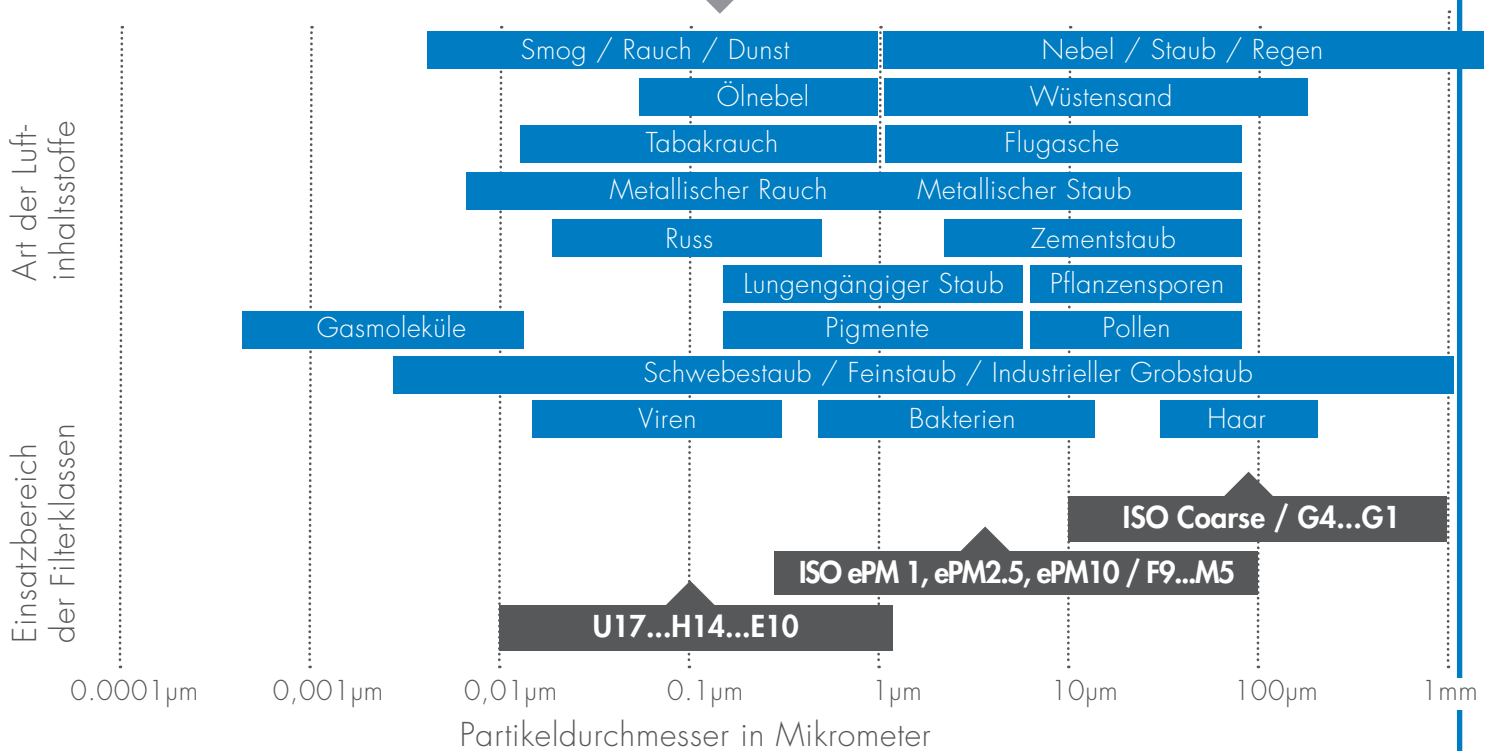 Smog / Rauch / Dunst
Nebel / Staub / Regen
Ölnebel
Wüstensand
Tabakrauch
Flugasche
Metallischer Rauch
Metallischer Staub
Russ
Zementstaub
Lungengängiger Staub
Pflanzensporen
Gasmoleküle
Pigmente
Pollen
Schwebestaub / Feinstaub / Industrieller Grobstaub
Viren
Bakterien
Haar
Art der Luft-
inhaltsstoffe
ISO Coarse / G4...G1
ISO ePM 1, ePM2.5, ePM10 / F9...M5
U17...H14...E10
Einsatzbereich
der Filterklassen
0.0001µm
0,001µm
0,01µm
0.1µm
1µm
10µm
100µm
1mm
Partikeldurchmesser in Mikrometer